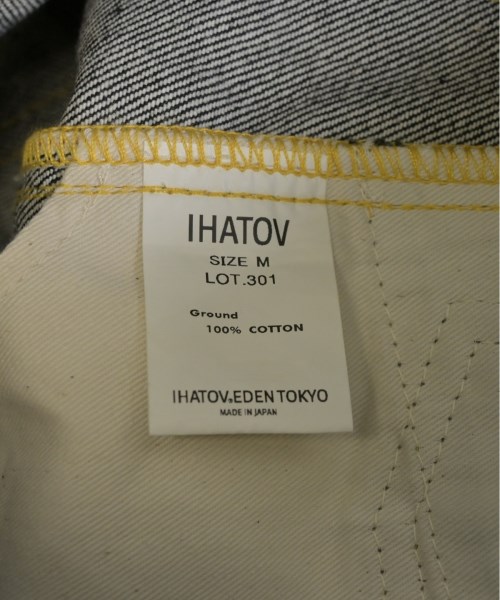 IHATOV
SIZE M
LOT.301
Ground
100% COTTON
IHATOV.EDEN TOKYO
MADE IN JAPAN